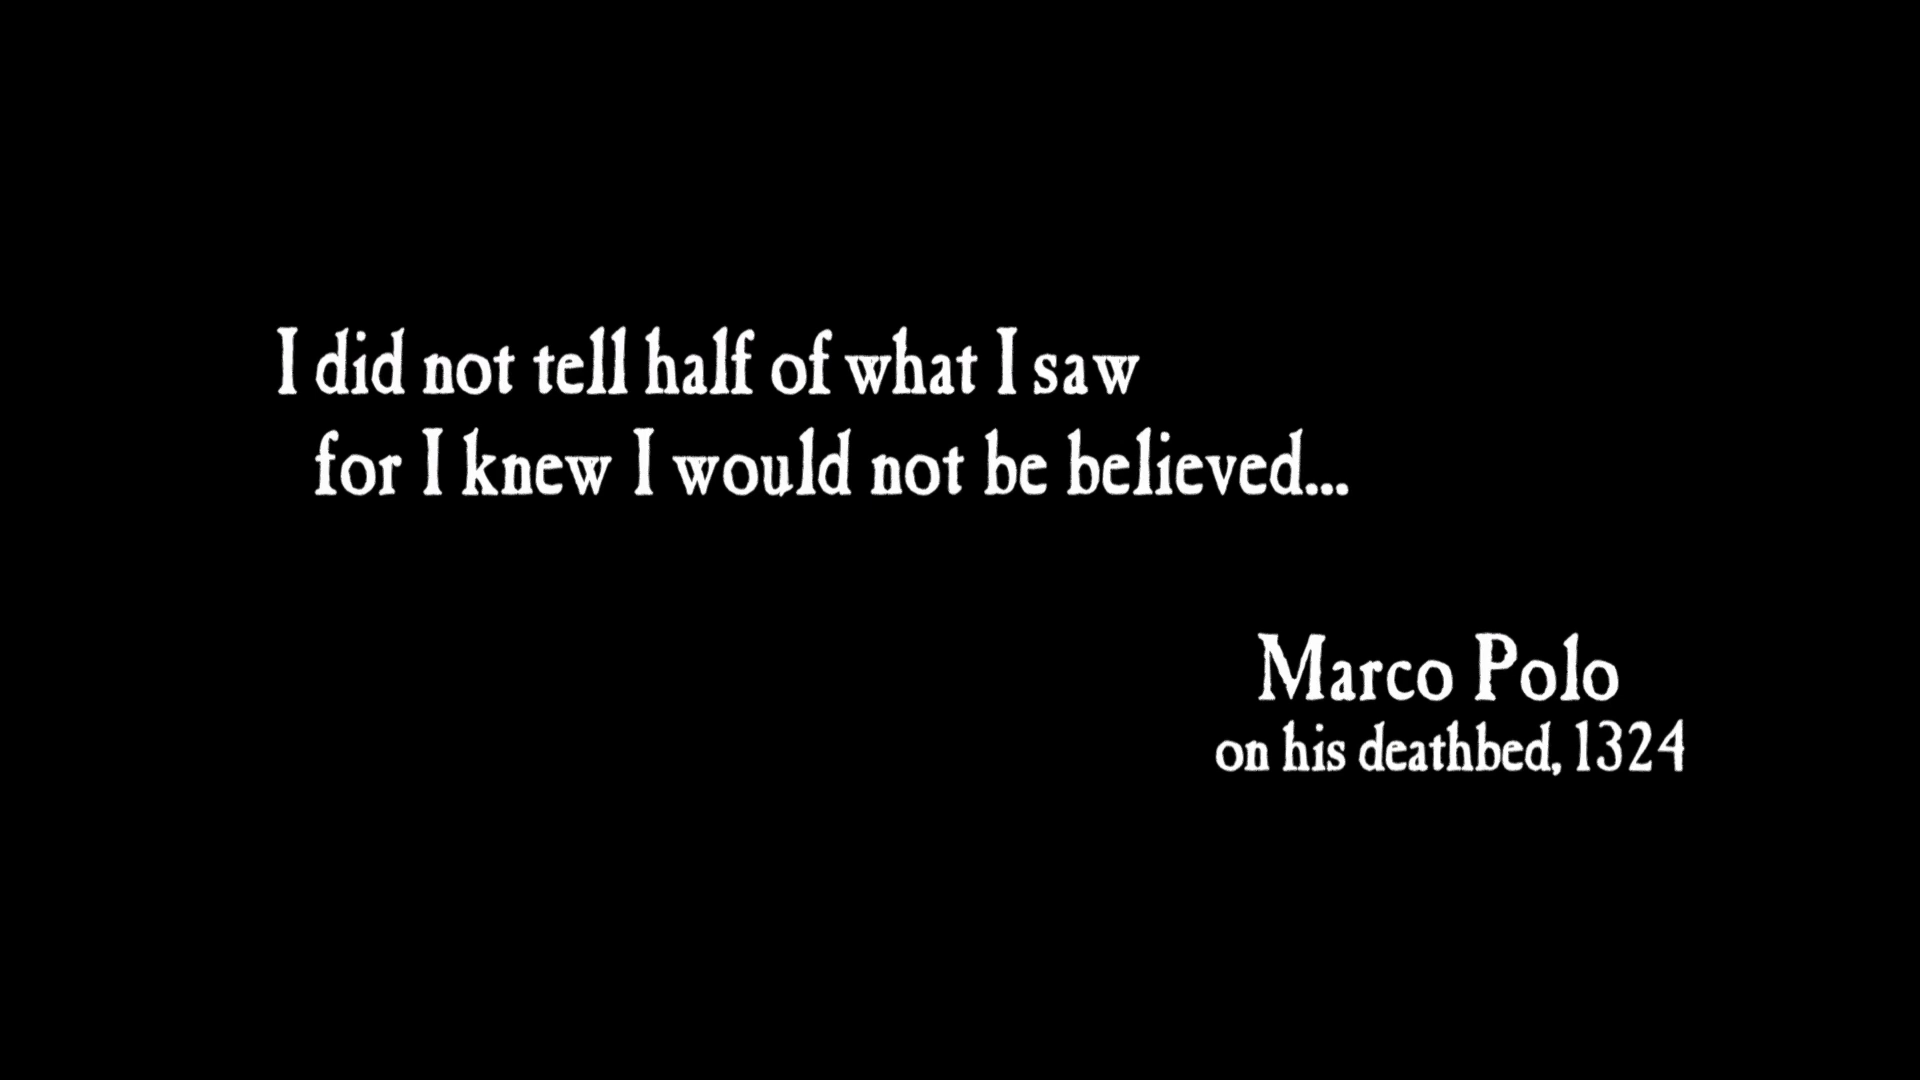 I did not tell half of what I saw
for I knew I would not be believed...
Marco Polo
on his deathbed, 1324